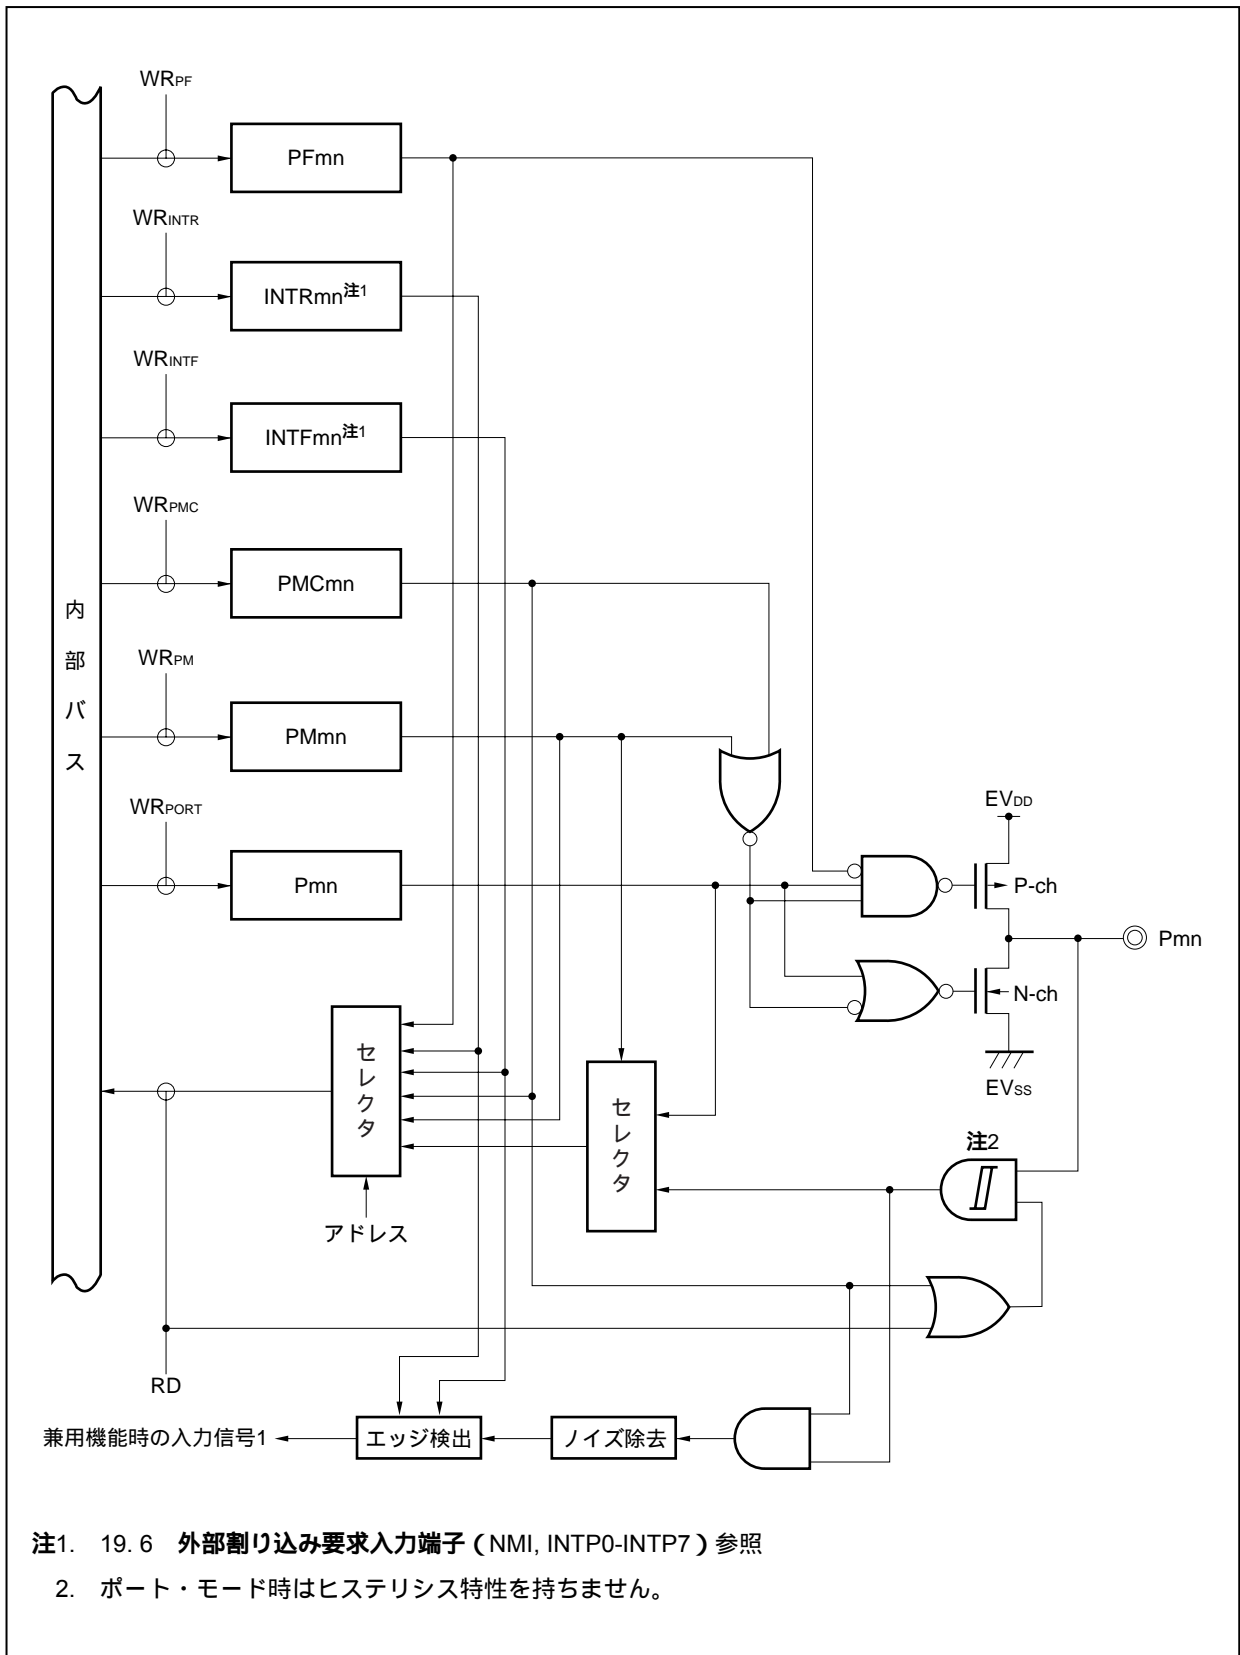 WRPF
PFmn
WRINTR
INTRmn注1
WRINTF
INTFmn注1
WRPMC
PMCmn
内部バス
WRPM
PMmn
WRPORT
Pmn
EVDD
P-ch
Pmn
N-ch
EVSS
セレクタ
セレクタ
注2
アドレス
RD
兼用機能時の入力信号1
エッジ検出
ノイズ除去
注1. 19. 6 外部割り込み要求入力端子（NMI, INTP0-INTP7）参照
2. ポート・モード時はヒステリシス特性を持ちません。